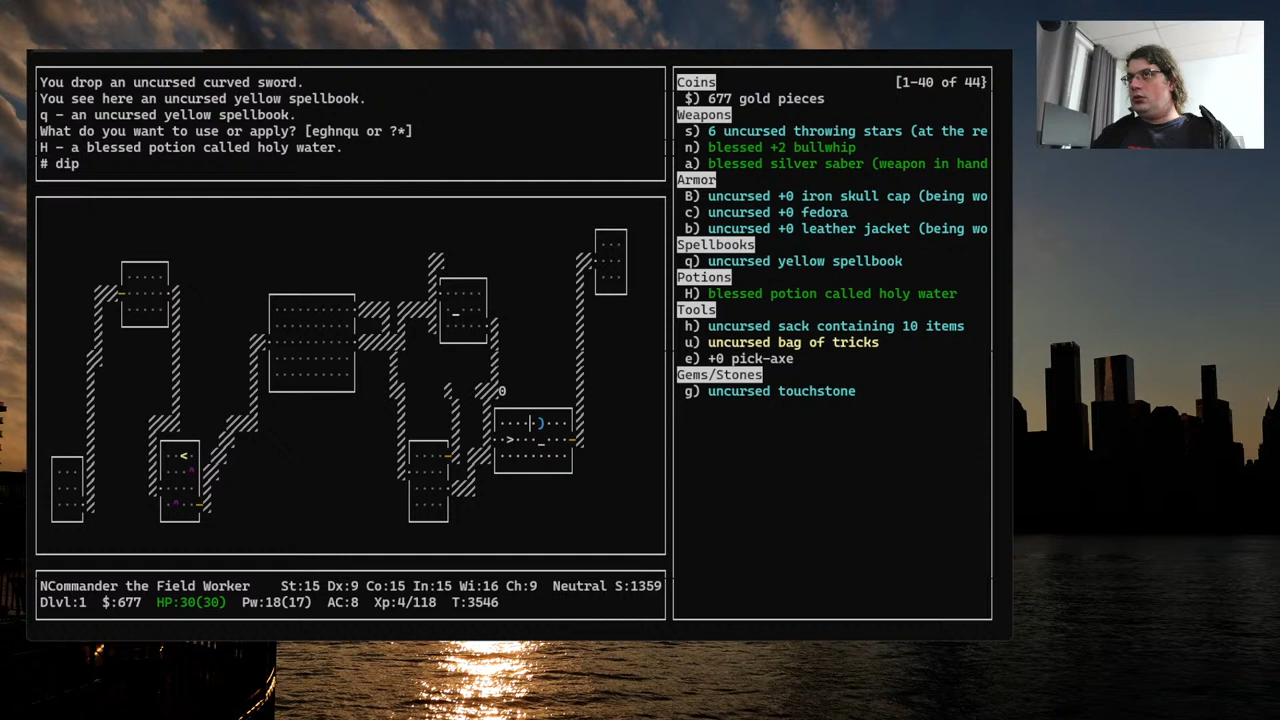 You drop an uncursed curved sword.
You see here an uncursed yellow spellbook.
q - an uncursed yellow spellbook.
What do you want to use or apply? [eghnqu or ?*]
H - a blessed potion called holy water.
# dip
Coins [1-40 of 44}
$) 677 gold pieces
Weapons
s) 6 uncursed throwing stars (at the re
n) blessed +2 bullwhip
a) blessed silver saber (weapon in hand
Armor
B) uncursed +0 iron skull cap (being wo
c) uncursed +0 fedora
b) uncursed +0 leather jacket (being wo
Spellbooks
q) uncursed yellow spellbook
Potions
H) blessed potion called holy water
Tools
h) uncursed sack containing 10 items
u) uncursed bag of tricks
e) +0 pick-axe
Gems/Stones
g) uncursed touchstone
NCommander the Field Worker St:15 Dx:9 Co:15 In:15 Wi:16 Ch:9 Neutral S:1359
Dlvl:1 $:677 HP:30(30) Pw:18(17) AC:8 Xp:4/118 T:3546